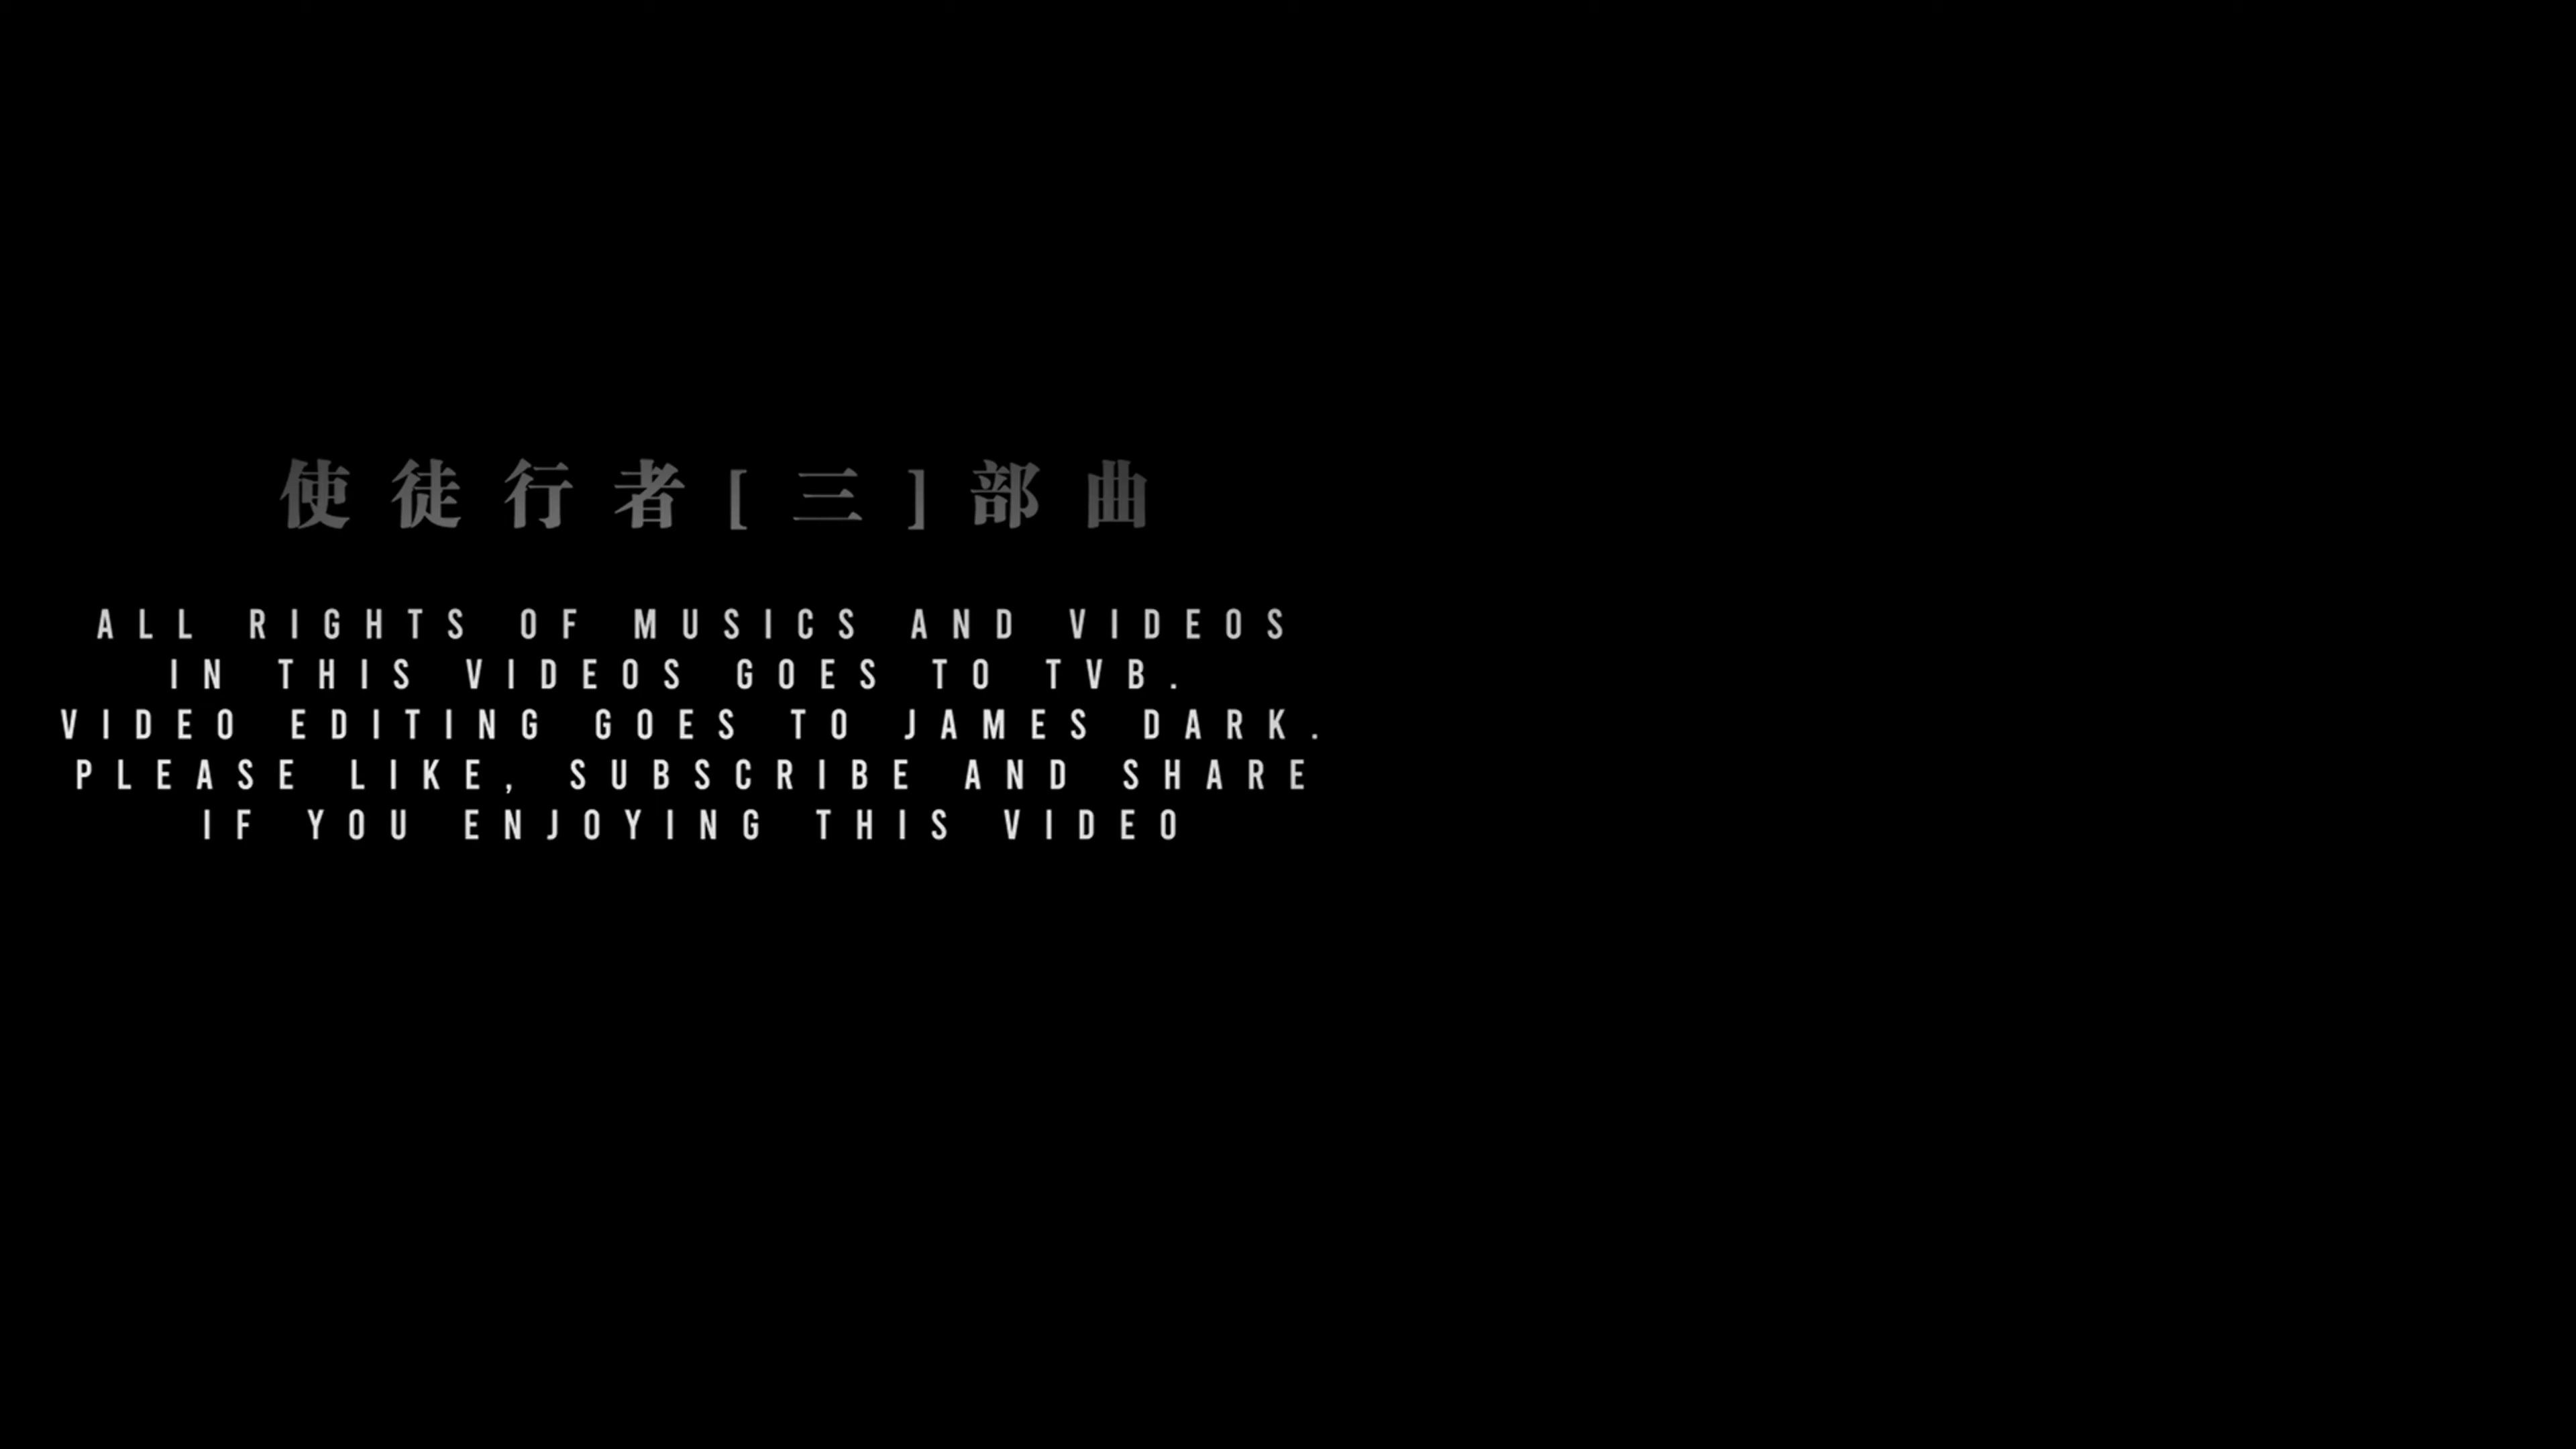 使徒行者[三]部曲
ALL RIGHTS OF MUSICS AND VIDEOS
IN THIS VIDEOS GOES TO TVB.
VIDEO EDITING GOES TO JAMES DARK.
PLEASE LIKE, SUBSCRIBE AND SHARE
IF YOU ENJOYING THIS VIDEO